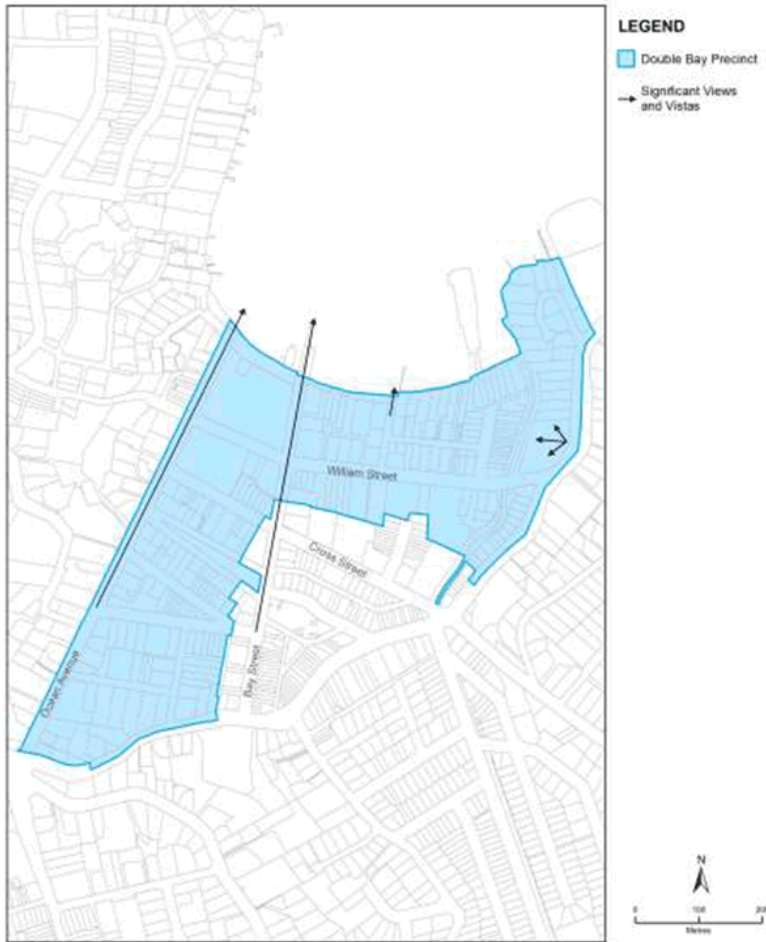 LEGEND
Double Bay Precinct
Significant Views
and Vistas
William Street
Cross Street
Bay Street
Ocean Avenue
N
0 100 200
Metres